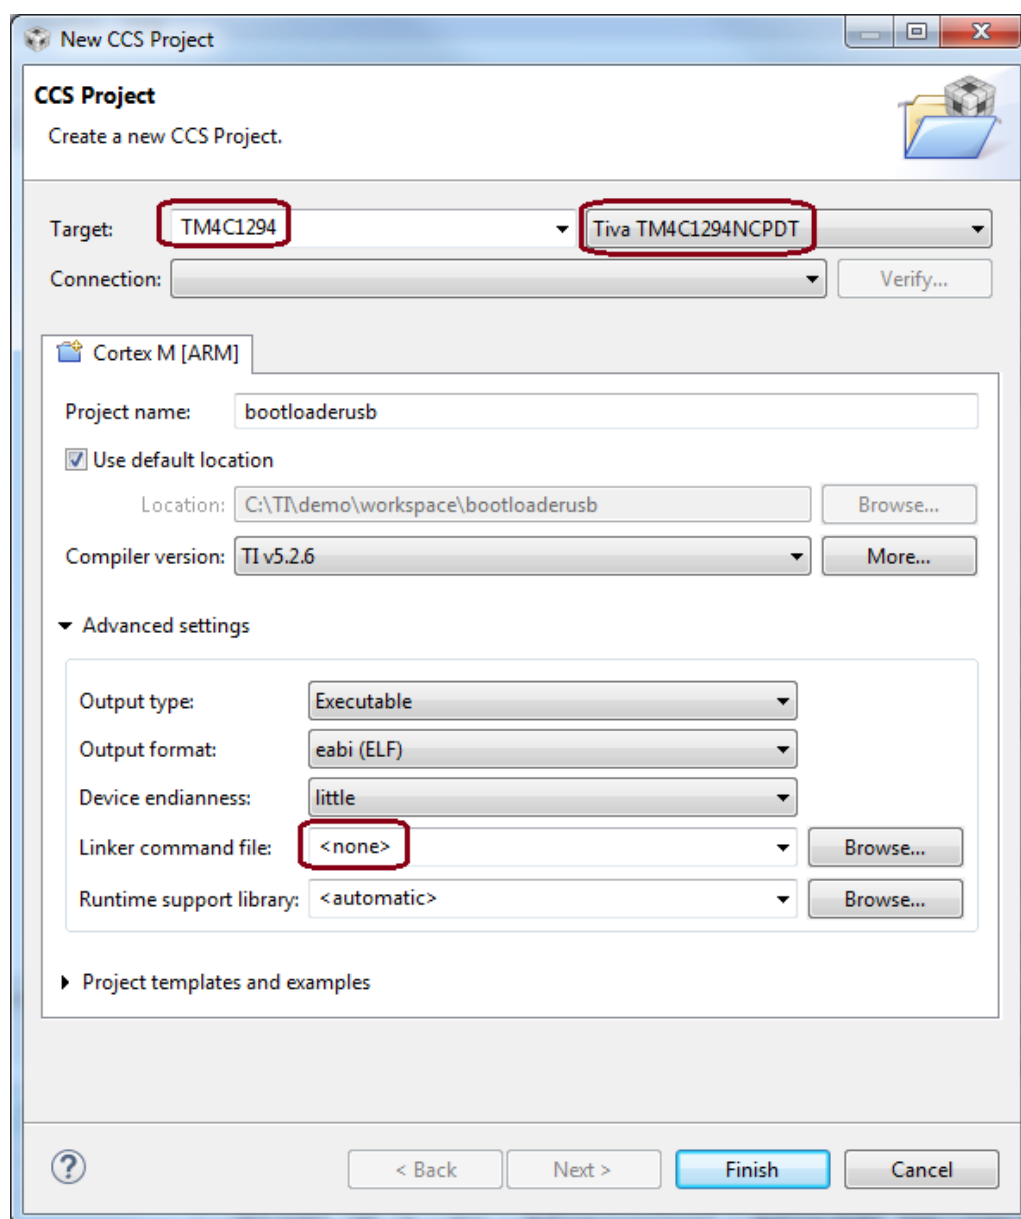 New CCS Project
CCS Project
Create a new CCS Project.
Target: TM4C1294 Tiva TM4C1294NCPDT
Connection: Verify...
Cortex M [ARM]
Project name: bootloaderusb
Use default location
Location: C:\TI\demo\workspace\bootloaderusb Browse...
Compiler version: TI v5.2.6 More...
Advanced settings
Output type: Executable
Output format: eabi (ELF)
Device endianness: little
Linker command file: <none> Browse...
Runtime support library: <automatic> Browse...
Project templates and examples
? < Back Next > Finish Cancel